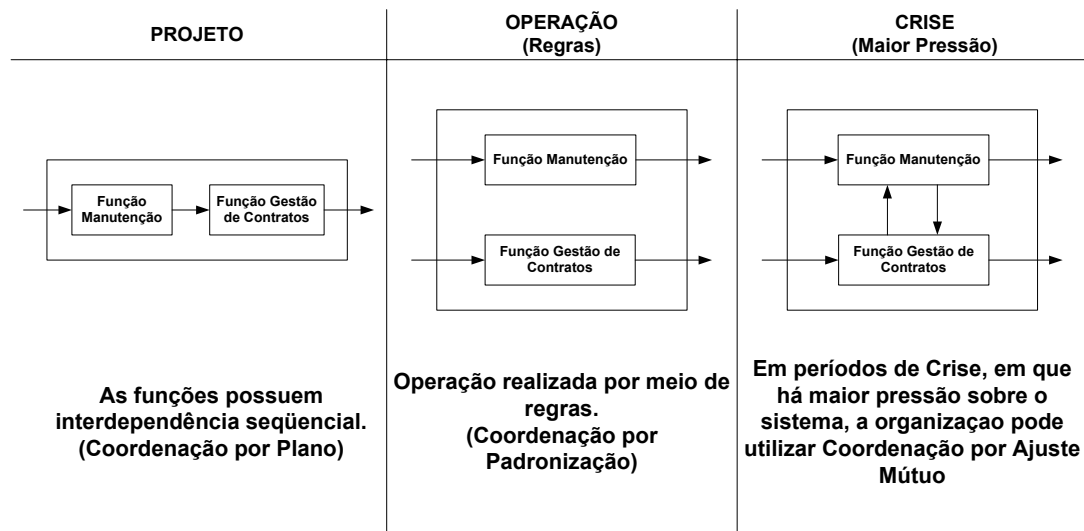 PROJETO
Função
Manutenção
Função Gestão
de Contratos
As funções possuem
interdependência seqüencial.
(Coordenação por Plano)
OPERAÇÃO
(Regras)
Função Manutenção
Função Gestão de
Contratos
Operação realizada por meio de
regras.
(Coordenação por
Padronização)
CRISE
(Maior Pressão)
Função Manutenção
Função Gestão de
Contratos
Em períodos de Crise, em que
há maior pressão sobre o
sistema, a organizaçao pode
utilizar Coordenação por Ajuste
Mútuo